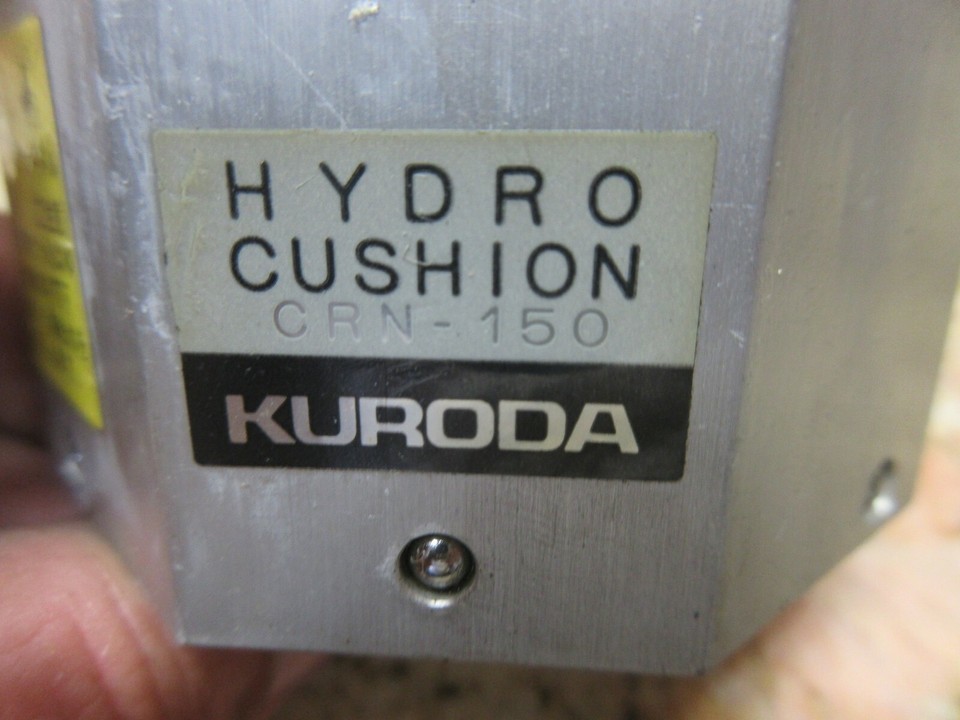 HYDRO
CUSHION
CRN-150
KURODA